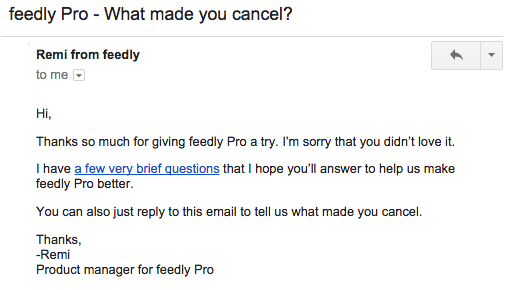 feedly Pro - What made you cancel?
Remi from feedly
to me
Hi,
Thanks so much for giving feedly Pro a try. I'm sorry that you didn't love it.
I have a few very brief questions that I hope you'll answer to help us make
feedly Pro better.
You can also just reply to this email to tell us what made you cancel.
Thanks,
-Remi
Product manager for feedly Pro